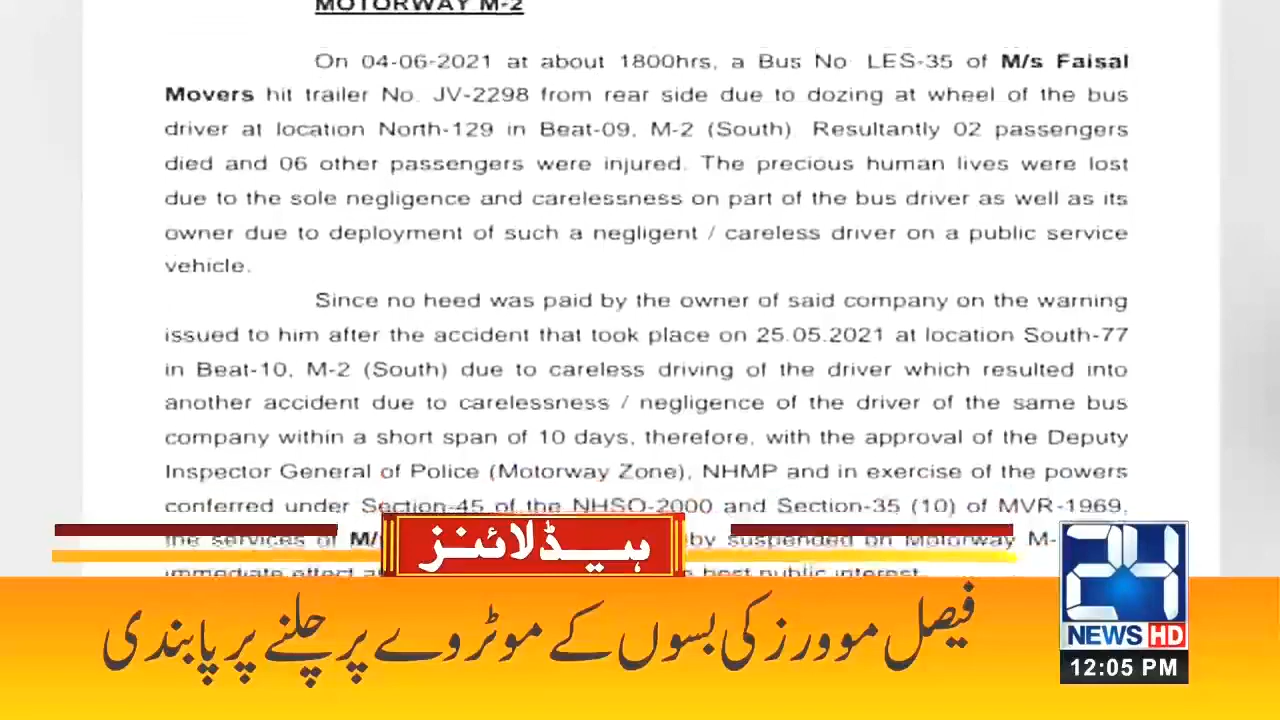 MOTORWAY M-2
On 04-06-2021 at about 1800hrs, a Bus No LES-35 of M/s Faisal
Movers hit trailer No. JV-2298 from rear side due to dozing at wheel of the bus
driver at location North-129 in Beat-09, M-2 (South) Resultantly 02 passengers
died and 06 other passengers were injured. The precious human lives were lost
due to the sole negligence and carelessness on part of the bus driver as well as its
owner due to deployment of such a negligent / careless driver on a public service
vehicle.
Since no heed was paid by the owner of said company on the warning
issued to him after the accident that took place on 25.05.2021 at location South-77
in Beat-10, M-2 (South) due to careless driving of the driver which resulted into
another accident due to carelessness / negligence of the driver of the same bus
company within a short span of 10 days, therefore, with the approval of the Deputy
Inspector General of Police (Motorway Zone), NHMP and in exercise of the powers
conferred under Section-45 of the NHSO-2000 and Section-35 (10) of MVR-1969,
the services of M/s by suspended on Motorway M-
immediate effect best public interest.
ہیڈلائنز
فیصل موورز کی بسوں کے موٹروے پر چلنے پر پابندی
24
NEWS HD
12:05 PM